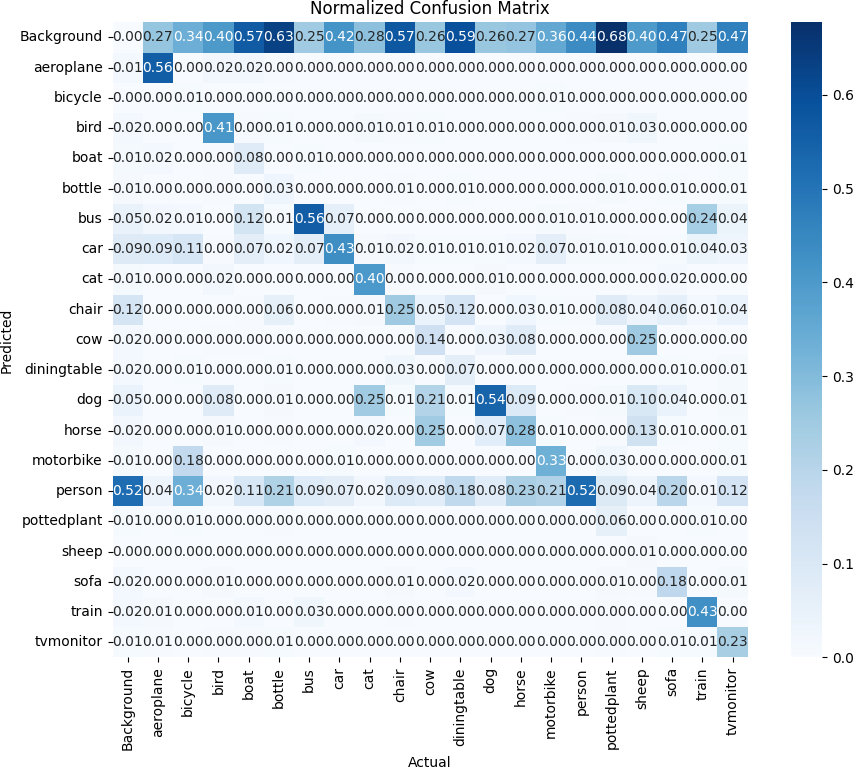 Normalized Confusion Matrix
Predicted
Background 0.00 0.27 0.34 0.40 0.57 0.63 0.25 0.42 0.28 0.57 0.26 0.59 0.26 0.27 0.36 0.44 0.68 0.40 0.47 0.25 0.47
aeroplane 0.01 0.56 0.00 0.02 0.02 0.00 0.00 0.00 0.00 0.00 0.00 0.00 0.00 0.00 0.00 0.00 0.00 0.00 0.00 0.00 0.00
bicycle 0.00 0.00 0.01 0.00 0.00 0.00 0.00 0.00 0.00 0.00 0.00 0.00 0.00 0.00 0.01 0.00 0.00 0.00 0.00 0.00 0.00
bird 0.02 0.00 0.00 0.41 0.00 0.01 0.00 0.00 0.01 0.01 0.01 0.00 0.00 0.00 0.00 0.00 0.01 0.03 0.00 0.00 0.00
boat 0.01 0.02 0.00 0.00 0.08 0.00 0.01 0.00 0.00 0.00 0.00 0.00 0.00 0.00 0.00 0.00 0.00 0.00 0.00 0.00 0.01
bottle 0.01 0.00 0.00 0.00 0.00 0.03 0.00 0.00 0.00 0.01 0.00 0.01 0.00 0.00 0.00 0.00 0.01 0.00 0.01 0.00 0.01
bus 0.05 0.02 0.01 0.00 0.12 0.01 0.56 0.07 0.00 0.00 0.00 0.00 0.00 0.00 0.01 0.01 0.00 0.00 0.00 0.24 0.04
car 0.09 0.09 0.11 0.00 0.07 0.02 0.07 0.43 0.01 0.02 0.01 0.01 0.01 0.02 0.07 0.01 0.01 0.00 0.01 0.04 0.03
cat 0.01 0.00 0.00 0.02 0.00 0.00 0.00 0.00 0.40 0.00 0.00 0.00 0.01 0.00 0.00 0.00 0.00 0.00 0.02 0.00 0.00
chair 0.12 0.00 0.00 0.00 0.00 0.06 0.00 0.00 0.01 0.25 0.05 0.12 0.00 0.03 0.01 0.00 0.08 0.04 0.06 0.01 0.04
cow 0.02 0.00 0.00 0.00 0.00 0.00 0.00 0.00 0.00 0.00 0.14 0.00 0.03 0.08 0.00 0.00 0.00 0.25 0.00 0.00 0.00
diningtable 0.02 0.00 0.01 0.00 0.00 0.01 0.00 0.00 0.00 0.03 0.00 0.07 0.00 0.00 0.00 0.00 0.00 0.00 0.01 0.00 0.01
dog 0.05 0.00 0.00 0.08 0.00 0.01 0.00 0.00 0.25 0.01 0.21 0.01 0.54 0.09 0.00 0.00 0.01 0.10 0.04 0.00 0.01
horse 0.02 0.00 0.00 0.01 0.00 0.00 0.00 0.00 0.02 0.00 0.25 0.00 0.07 0.28 0.01 0.00 0.00 0.13 0.01 0.00 0.01
motorbike 0.01 0.00 0.18 0.00 0.00 0.00 0.00 0.01 0.00 0.00 0.00 0.00 0.00 0.00 0.33 0.00 0.03 0.00 0.00 0.00 0.01
person 0.52 0.04 0.34 0.02 0.11 0.21 0.09 0.07 0.02 0.09 0.08 0.18 0.08 0.23 0.21 0.52 0.09 0.04 0.20 0.01 0.12
pottedplant 0.01 0.00 0.01 0.00 0.00 0.00 0.00 0.00 0.00 0.00 0.00 0.00 0.00 0.00 0.00 0.00 0.06 0.00 0.00 0.01 0.00
sheep 0.00 0.00 0.00 0.00 0.00 0.00 0.00 0.00 0.00 0.00 0.00 0.00 0.00 0.00 0.00 0.00 0.00 0.01 0.00 0.00 0.00
sofa 0.02 0.00 0.00 0.01 0.00 0.00 0.00 0.00 0.00 0.01 0.00 0.02 0.00 0.00 0.00 0.00 0.01 0.00 0.18 0.00 0.01
train 0.02 0.01 0.00 0.00 0.01 0.00 0.03 0.00 0.00 0.00 0.00 0.00 0.00 0.00 0.00 0.00 0.00 0.00 0.00 0.43 0.00
tvmonitor 0.01 0.01 0.00 0.00 0.00 0.01 0.00 0.00 0.00 0.00 0.00 0.00 0.00 0.00 0.00 0.00 0.00 0.00 0.01 0.01 0.23
Background
aeroplane
bicycle
bird
boat
bottle
bus
car
cat
chair
cow
diningtable
dog
horse
motorbike
person
pottedplant
sheep
sofa
train
tvmonitor
Actual
0.6
0.5
0.4
0.3
0.2
0.1
0.0